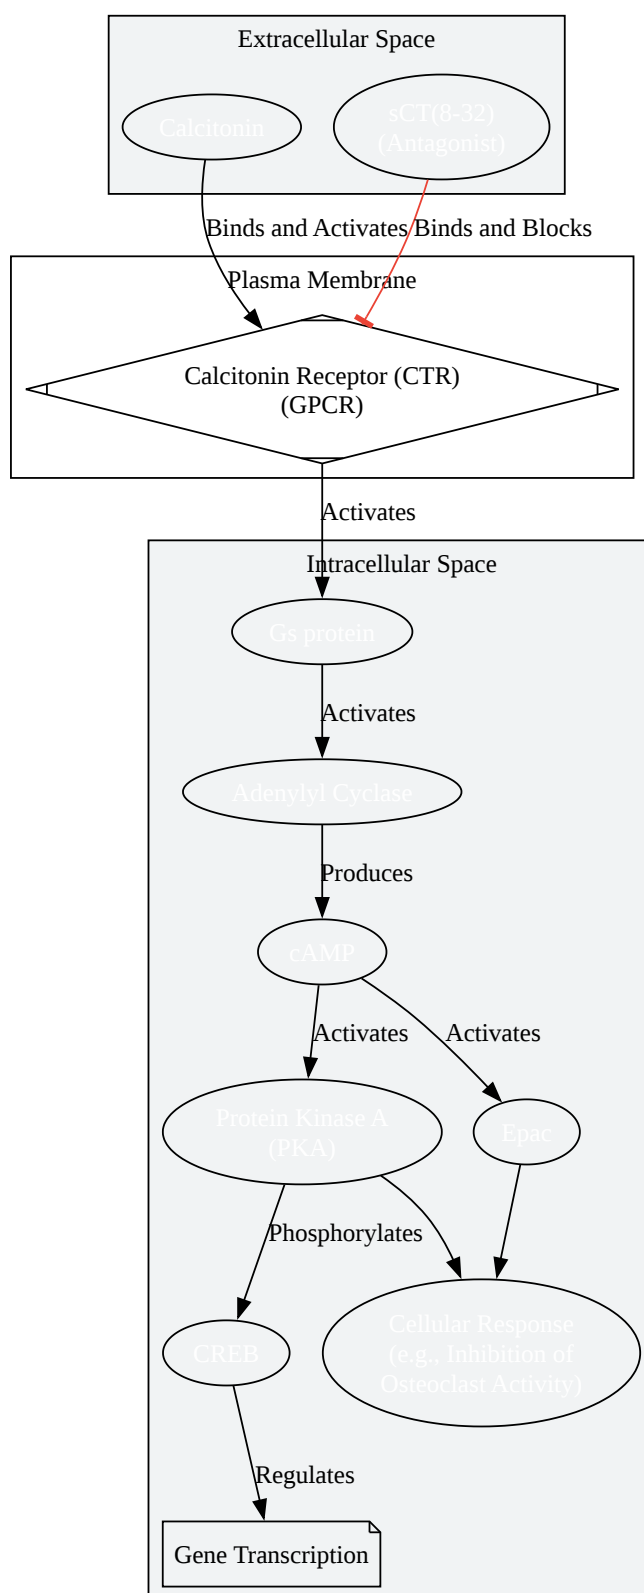 Extracellular Space
Calcitonin
sCT(8-32)
(Antagonist)
Binds and Activates
Binds and Blocks
Plasma Membrane
Calcitonin Receptor (CTR)
(GPCR)
Activates
Intracellular Space
Gs protein
Activates
Adenylyl Cyclase
Produces
cAMP
Activates
Activates
Protein Kinase A
(PKA)
Epac
Phosphorylates
CREB
Cellular Response
(e.g., Inhibition of
Osteoclast Activity)
Regulates
Gene Transcription